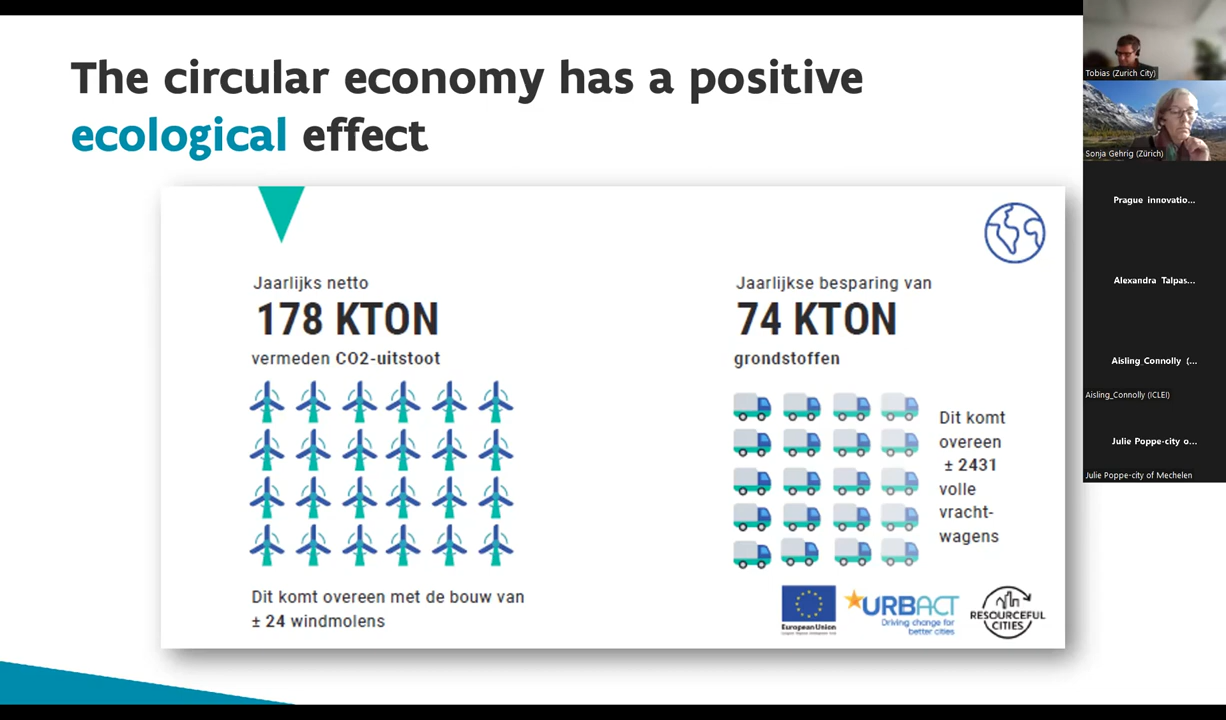 The circular economy has a positive
ecological effect
Jaarlijks netto
178 KTON
vermeden CO2-uitstoot
Dit komt overeen met de bouw van
± 24 windmolens
Jaarlijkse besparing van
74 KTON
grondstoffen
Dit komt
overeen
± 2431
volle
vracht-
wagens
European Union
URBACT
Driving change for
better cities
RESOURCEFUL
CITIES
Tobias (Zurich City)
Sonja Gehrig (Zürich)
Prague innovatio...
Alexandra Talpas...
Aisling_Connolly (...
Aisling_Connolly (ICLEI)
Julie Poppe-city o...
Julie Poppe-city of Mechelen